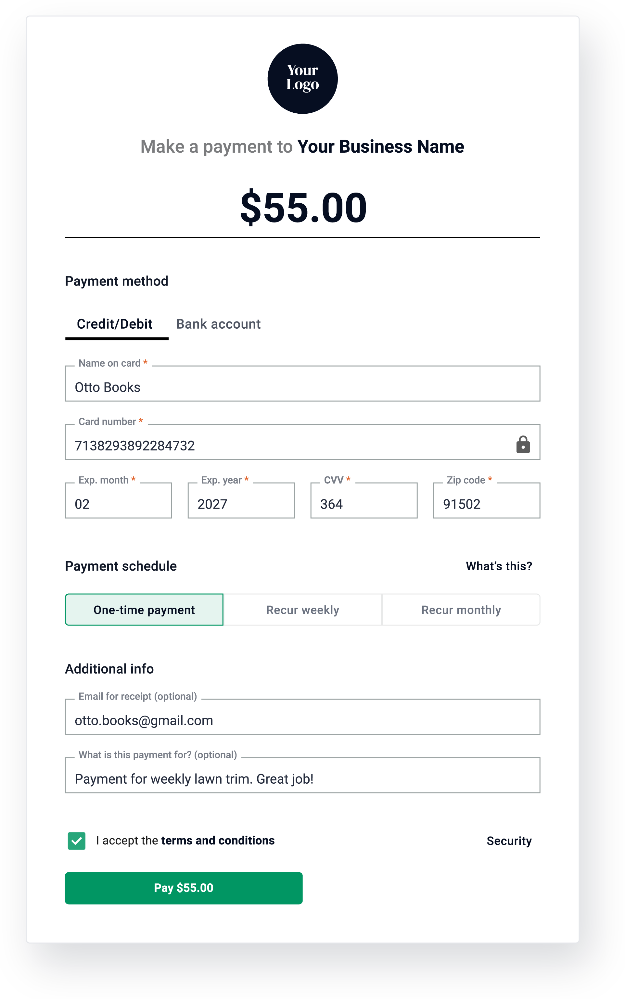 Your
Logo
Make a payment to Your Business Name
$55.00
Payment method
Credit/Debit Bank account
Name on card *
Otto Books
Card number *
7138293892284732
Exp. month * Exp. year * CVV * Zip code *
02 2027 364 91502
Payment schedule What’s this?
One-time payment Recur weekly Recur monthly
Additional info
Email for receipt (optional)
otto.books@gmail.com
What is this payment for? (optional)
Payment for weekly lawn trim. Great job!
I accept the terms and conditions Security
Pay $55.00